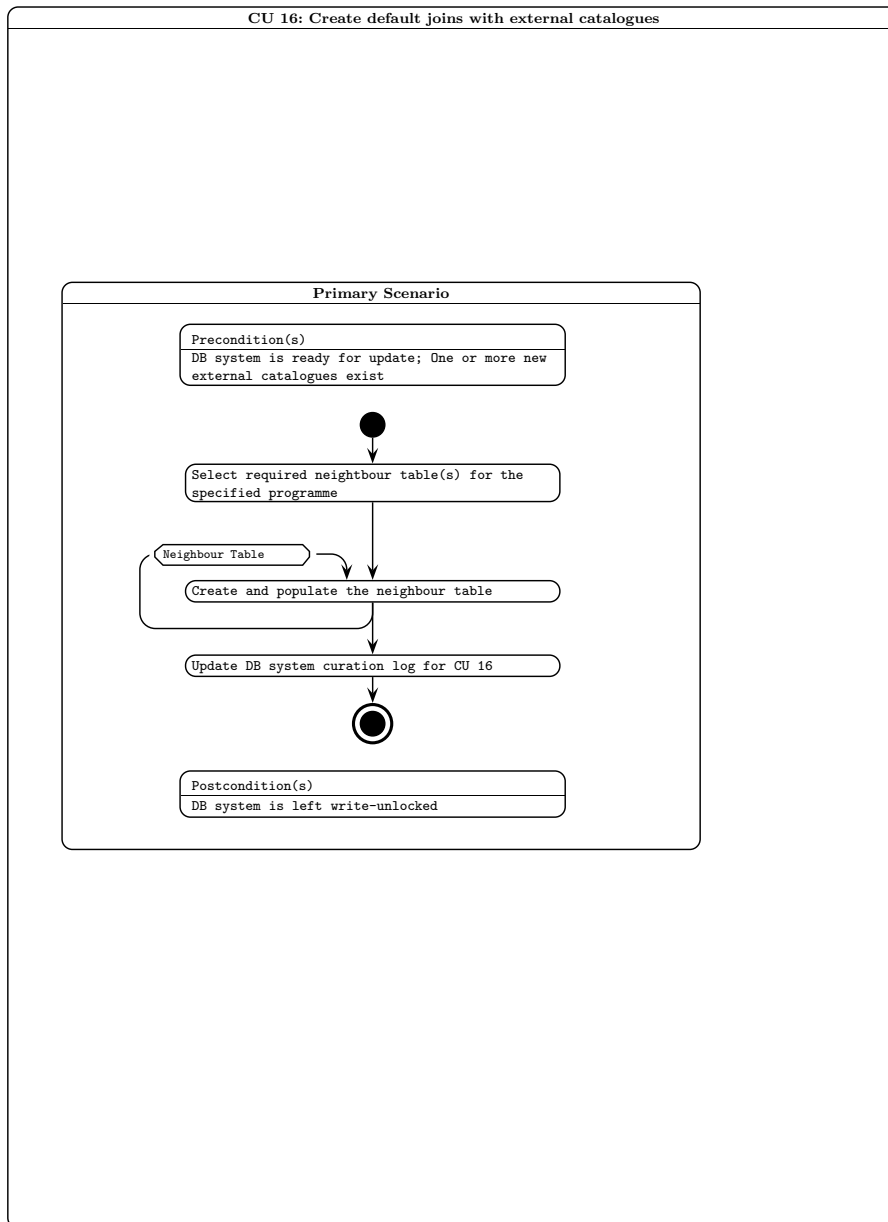 CU 16: Create default joins with external catalogues
Primary Scenario
Precondition(s)
DB system is ready for update; One or more new
external catalogues exist
Select required neightbour table(s) for the
specified programme
Neighbour Table
Create and populate the neighbour table
Update DB system curation log for CU 16
Postcondition(s)
DB system is left write-unlocked